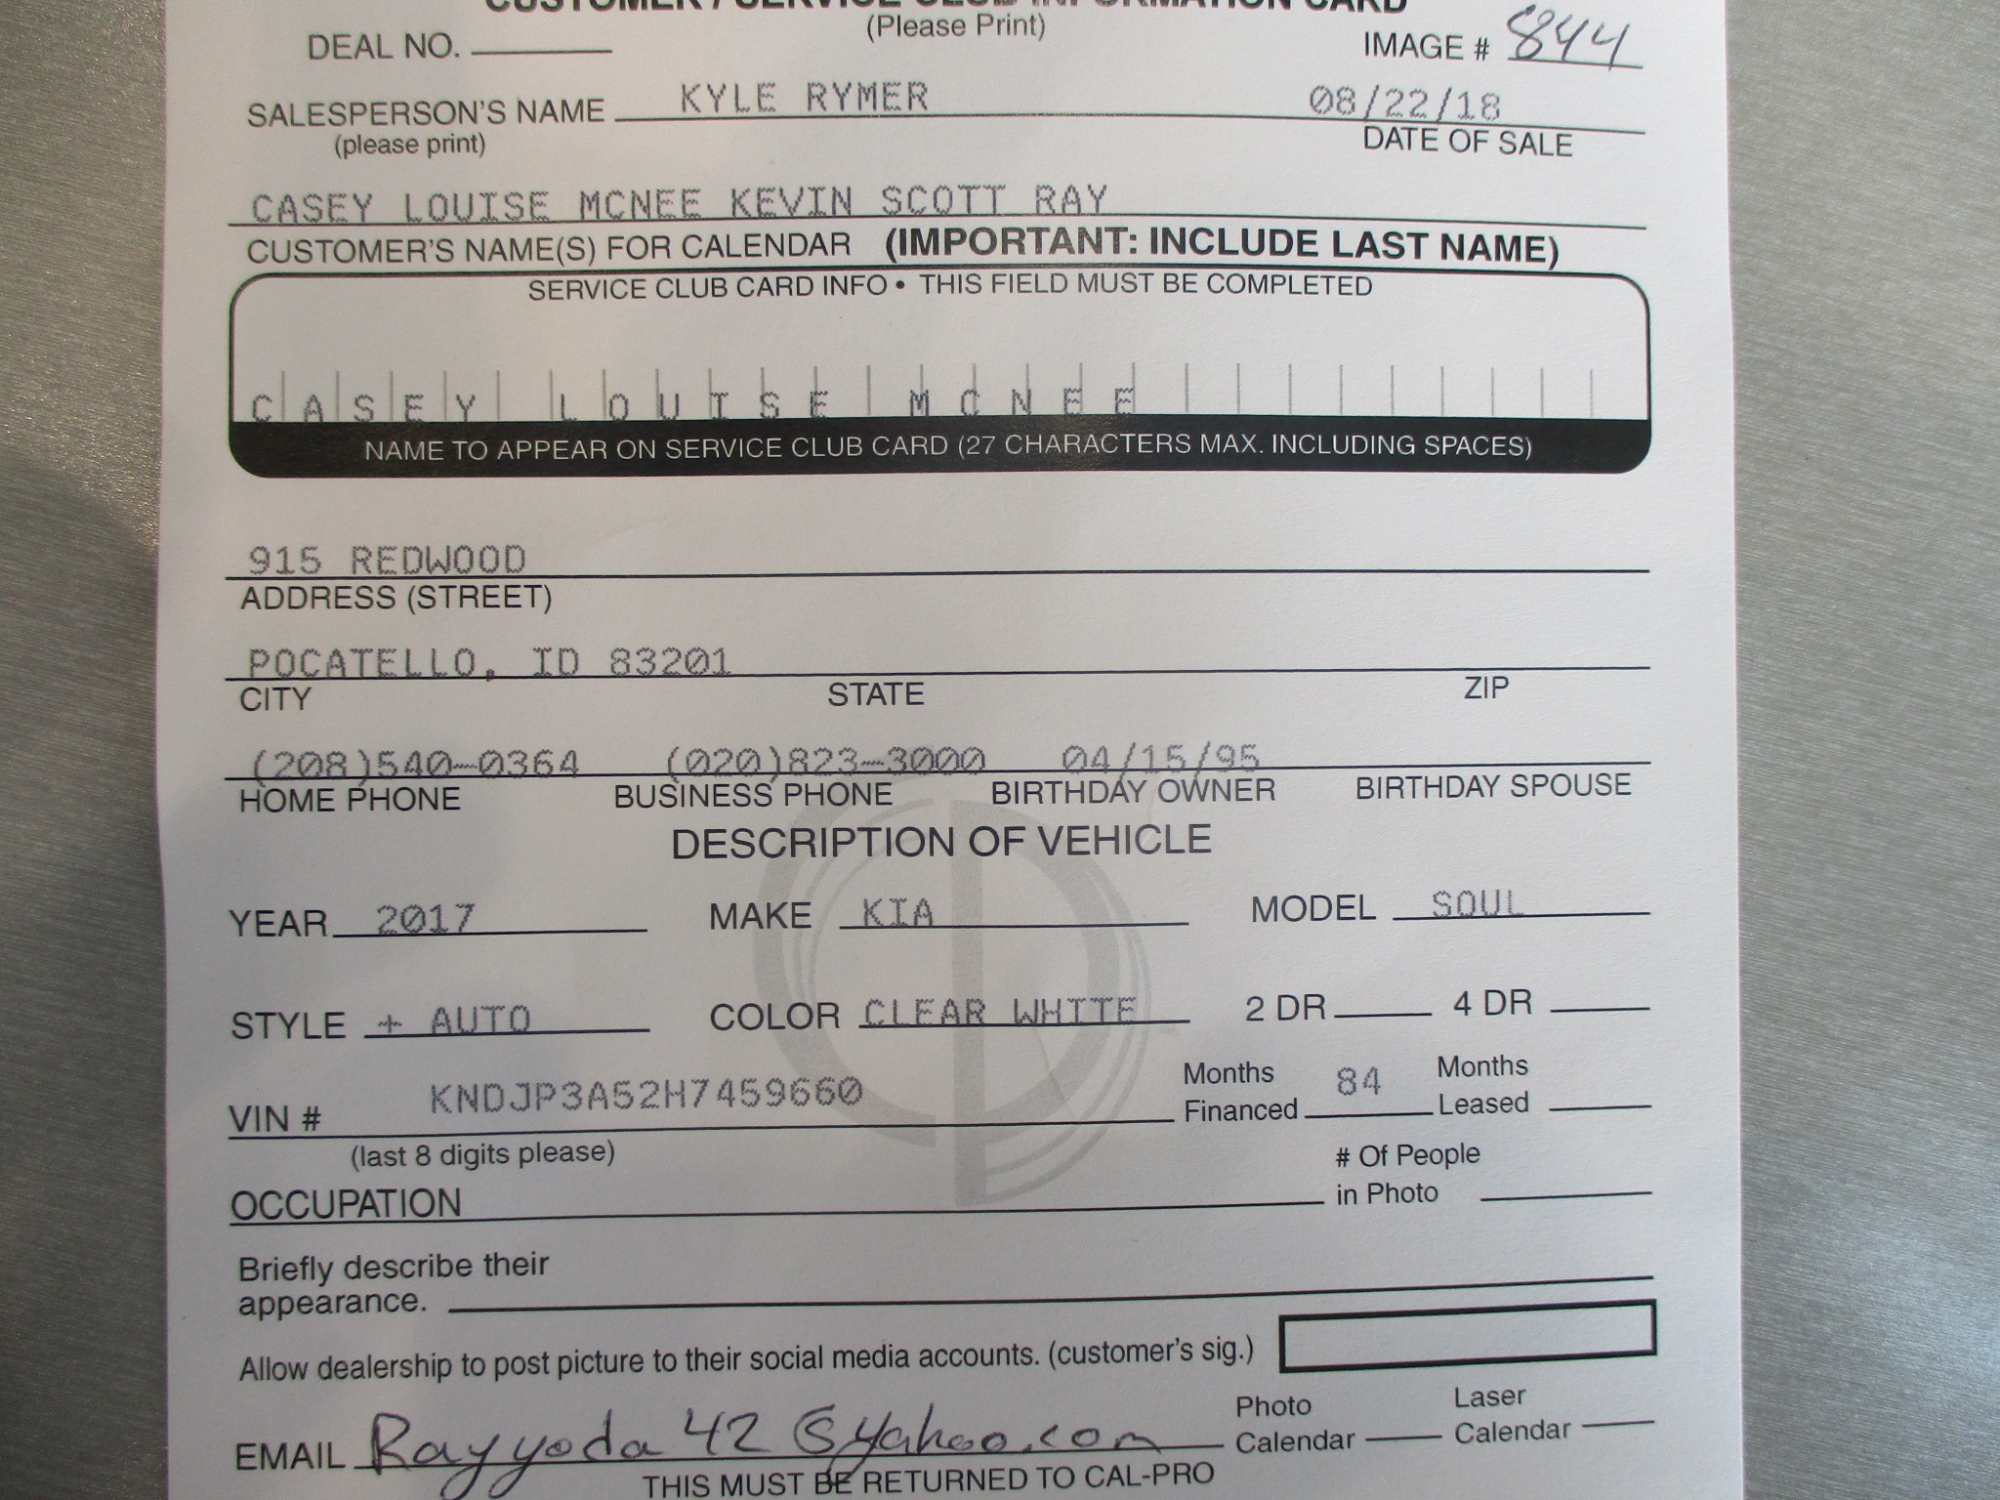 CUSTOMER / SERVICE CLUB INFORMATION CARD
(Please Print)
DEAL NO. IMAGE # 844
SALESPERSON'S NAME KYLE RYMER 08/22/18
(please print) DATE OF SALE
CASEY LOUISE MCNEE KEVIN SCOTT RAY
CUSTOMER'S NAME(S) FOR CALENDAR (IMPORTANT: INCLUDE LAST NAME)
SERVICE CLUB CARD INFO • THIS FIELD MUST BE COMPLETED
CASEY LOUISE MCNEE
NAME TO APPEAR ON SERVICE CLUB CARD (27 CHARACTERS MAX. INCLUDING SPACES)
915 REDWOOD
ADDRESS (STREET)
POCATELLO, ID 83201
CITY STATE ZIP
(208)540-0364 (020)823-3000 04/15/95
HOME PHONE BUSINESS PHONE BIRTHDAY OWNER BIRTHDAY SPOUSE
DESCRIPTION OF VEHICLE
YEAR 2017 MAKE KIA MODEL SOUL
STYLE + AUTO COLOR CLEAR WHITE 2 DR 4 DR
VIN # KNDJP3A52H7459660 Months Financed 84 Months Leased
(last 8 digits please)
OCCUPATION # Of People in Photo
Briefly describe their
appearance.
Allow dealership to post picture to their social media accounts. (customer's sig.)
EMAIL Rayyoda42@yahoo.com Photo Calendar Laser Calendar
THIS MUST BE RETURNED TO CAL-PRO